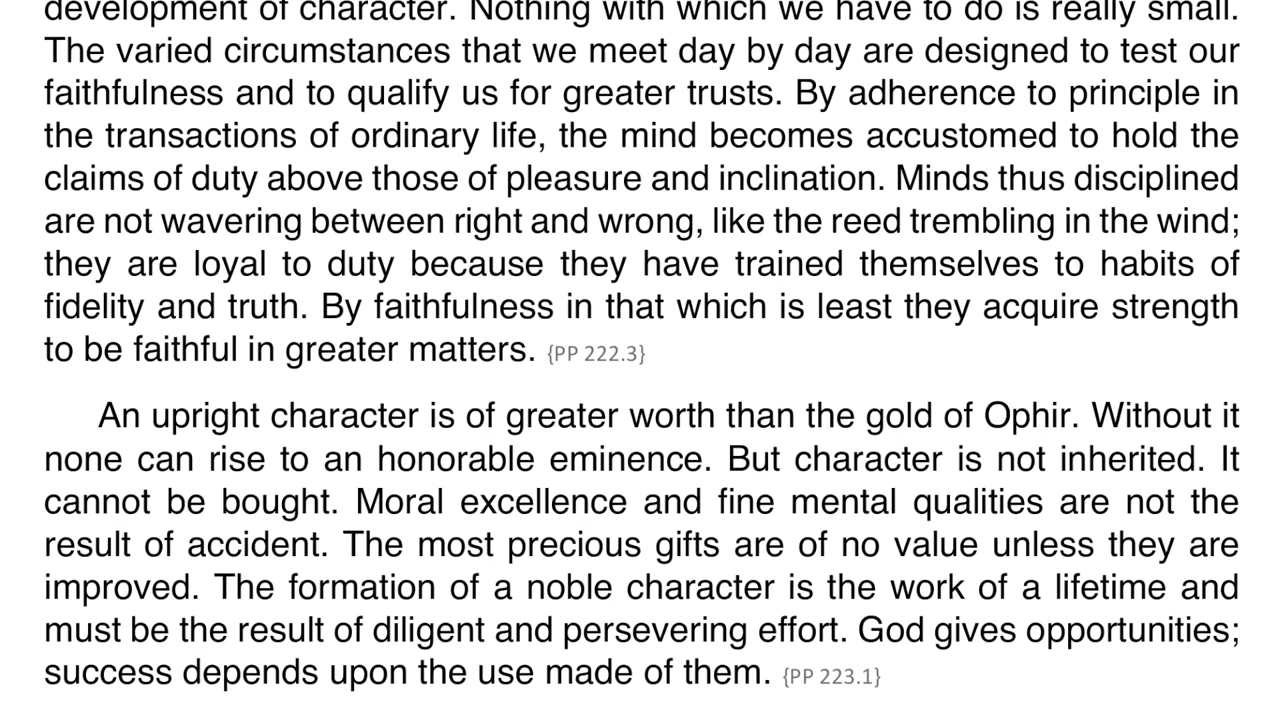 development of character. Nothing with which we have to do is really small.
The varied circumstances that we meet day by day are designed to test our
faithfulness and to qualify us for greater trusts. By adherence to principle in
the transactions of ordinary life, the mind becomes accustomed to hold the
claims of duty above those of pleasure and inclination. Minds thus disciplined
are not wavering between right and wrong, like the reed trembling in the wind;
they are loyal to duty because they have trained themselves to habits of
fidelity and truth. By faithfulness in that which is least they acquire strength
to be faithful in greater matters. {PP 222.3}
An upright character is of greater worth than the gold of Ophir. Without it
none can rise to an honorable eminence. But character is not inherited. It
cannot be bought. Moral excellence and fine mental qualities are not the
result of accident. The most precious gifts are of no value unless they are
improved. The formation of a noble character is the work of a lifetime and
must be the result of diligent and persevering effort. God gives opportunities;
success depends upon the use made of them. {PP 223.1}